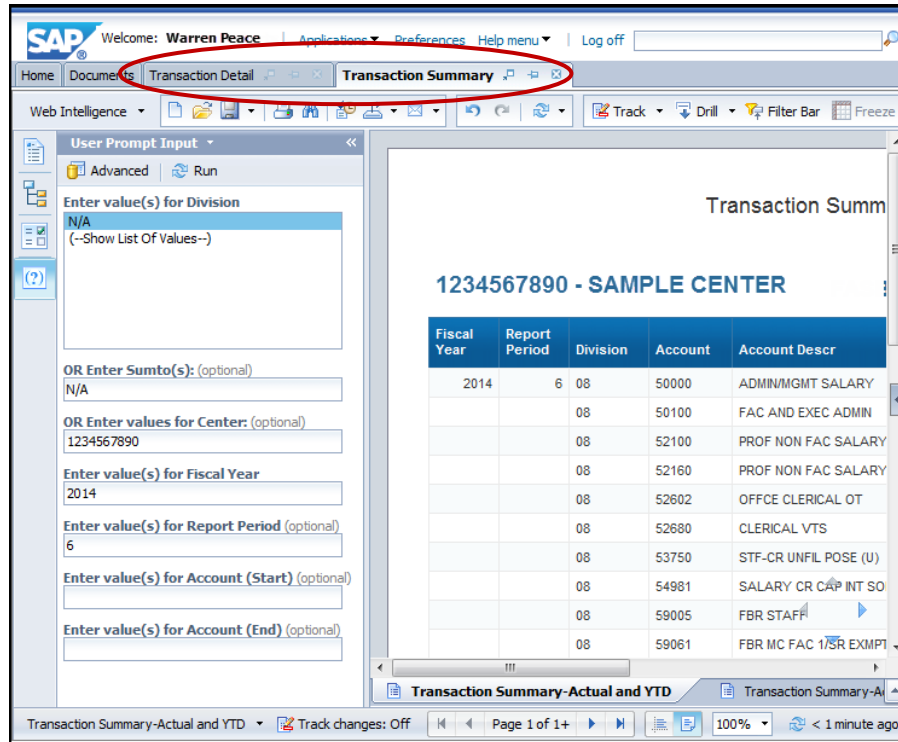 SAP ® Welcome: Warren Peace | Applications Preferences Help menu | Log off
Home Documents Transaction Detail Transaction Summary
Web Intelligence Track Drill Filter Bar Freeze
User Prompt Input «
Advanced Run
Enter value(s) for Division
N/A
(--Show List Of Values--)
OR Enter Sumto(s): (optional)
N/A
OR Enter values for Center: (optional)
1234567890
Enter value(s) for Fiscal Year
2014
Enter value(s) for Report Period (optional)
6
Enter value(s) for Account (Start) (optional)
Enter value(s) for Account (End) (optional)
Transaction Summ
1234567890 - SAMPLE CENTER
Fiscal Year Report Period Division Account Account Descr
2014 6 08 50000 ADMIN/MGMT SALARY
08 50100 FAC AND EXEC ADMIN
08 52100 PROF NON FAC SALARY
08 52160 PROF NON FAC SALARY
08 52602 OFFCE CLERICAL OT
08 52680 CLERICAL VTS
08 53750 STF-CR UNFIL POSE (U)
08 54981 SALARY CR CAP INT SO
08 59005 FBR STAFF
08 59061 FBR MC FAC 1/SR EXMPT
Transaction Summary-Actual and YTD Transaction Summary-A
Transaction Summary-Actual and YTD Track changes: Off Page 1 of 1+ 100% < 1 minute ago